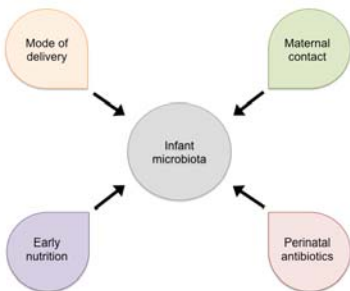 Mode of
delivery
Maternal
contact
Infant
microbiota
Early
nutrition
Perinatal
antibiotics